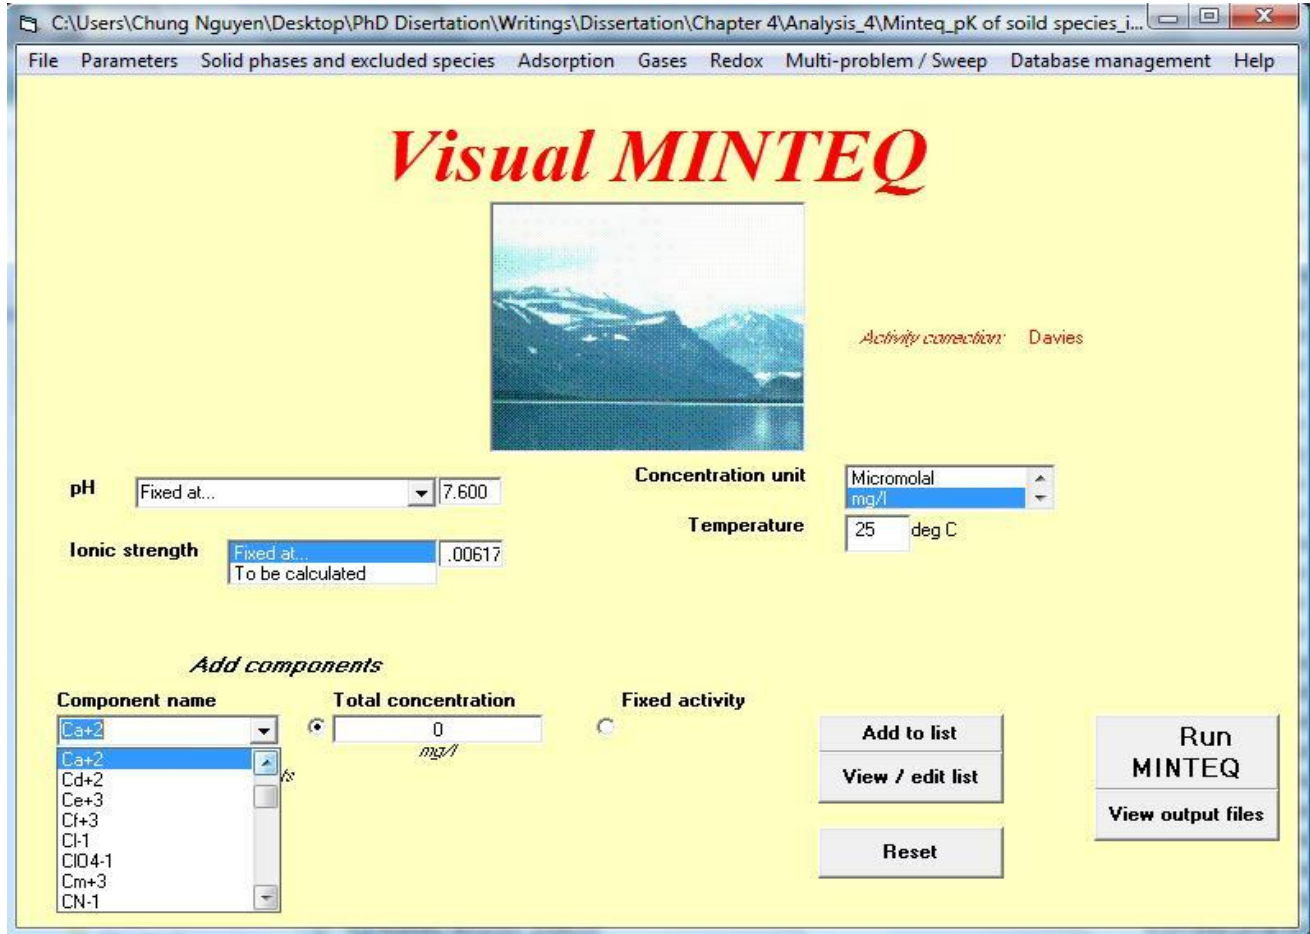 C:\Users\Chung Nguyen\Desktop\PhD Disertation\Writings\Dissertation\Chapter 4\Analysis_4\Minteq_pK of soild species_i...
File Parameters Solid phases and excluded species Adsorption Gases Redox Multi-problem / Sweep Database management Help
Visual MINTEQ
Activity correction: Davies
pH Fixed at... 7.600
Concentration unit Micromolal
mg/l
Temperature 25 deg C
Ionic strength Fixed at... .00617
To be calculated
Add components
Component name Total concentration Fixed activity
Ca+2 0
mg/l
Ca+2
Cd+2
Ce+3
Cf+3
Cl-1
ClO4-1
Cm+3
CN-1
Add to list
View / edit list
Reset
Run
MINTEQ
View output files